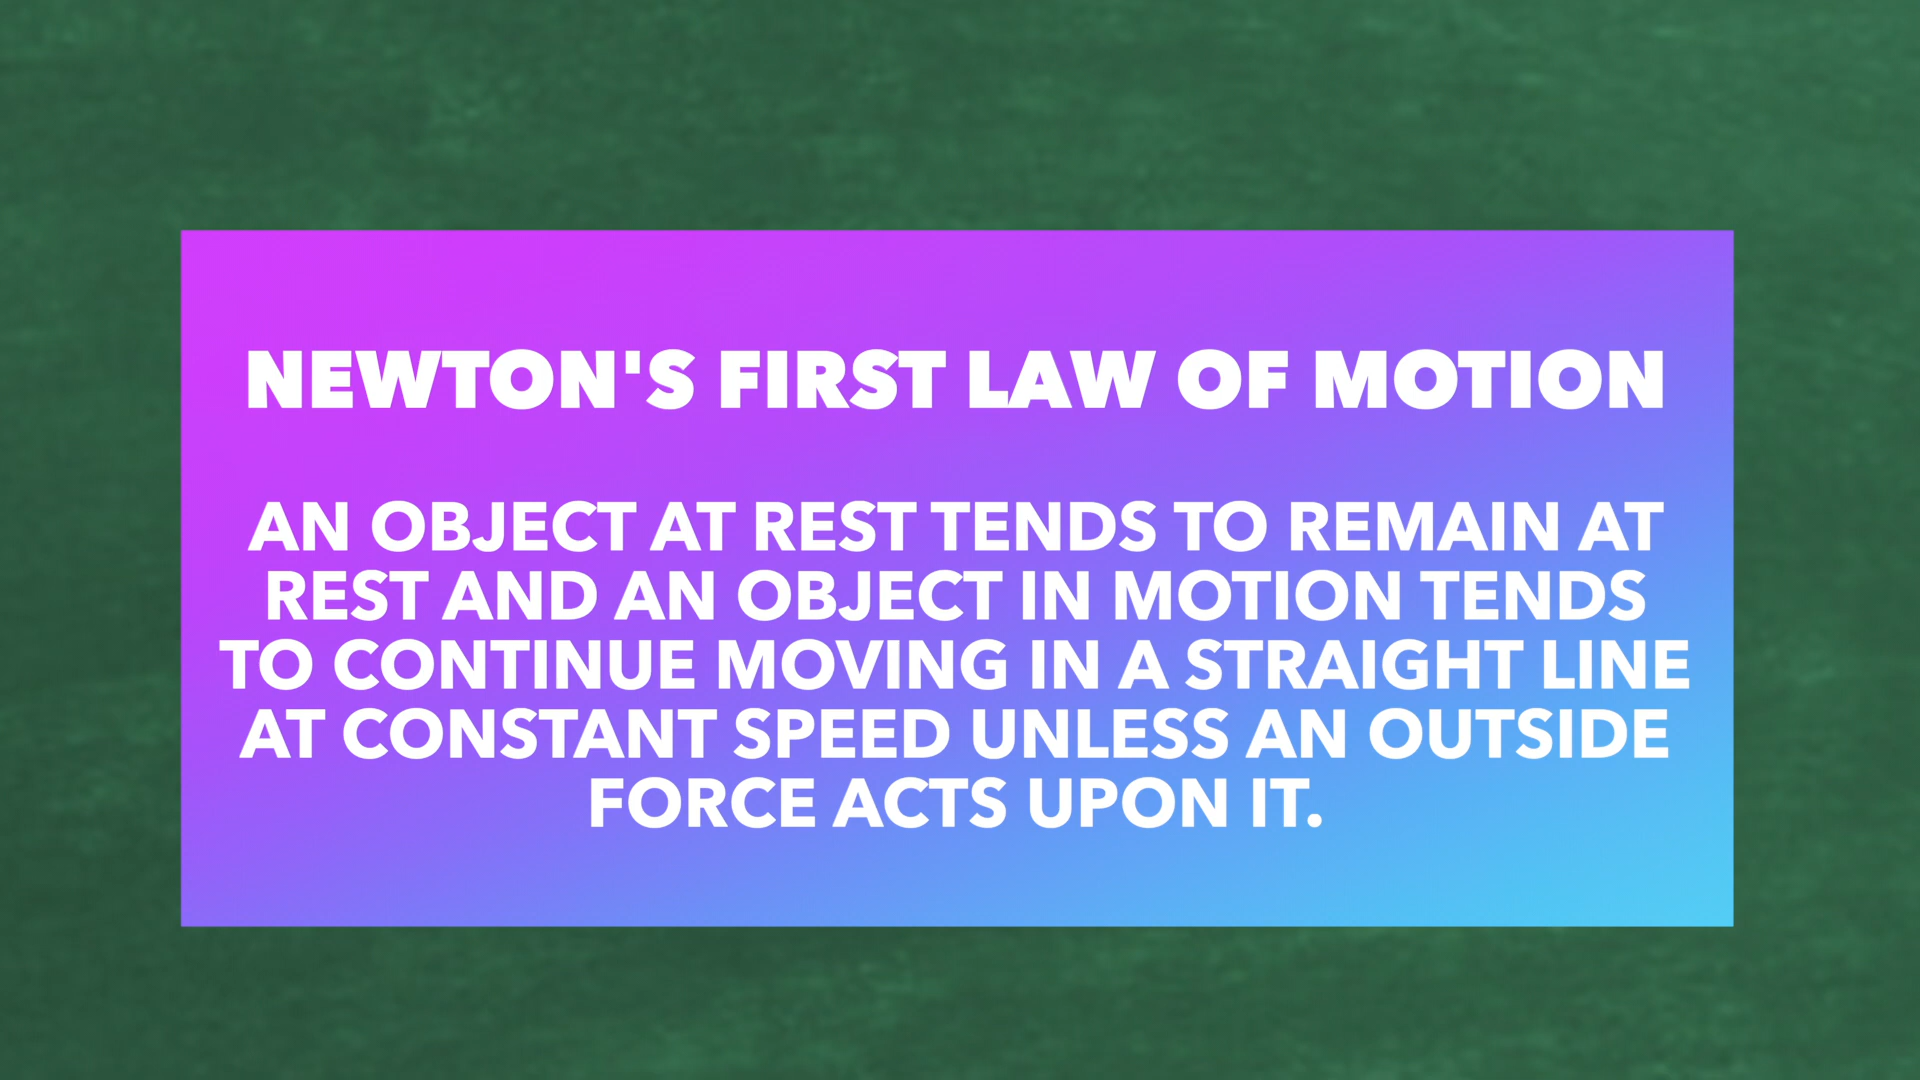 NEWTON'S FIRST LAW OF MOTION
AN OBJECT AT REST TENDS TO REMAIN AT
REST AND AN OBJECT IN MOTION TENDS
TO CONTINUE MOVING IN A STRAIGHT LINE
AT CONSTANT SPEED UNLESS AN OUTSIDE
FORCE ACTS UPON IT.